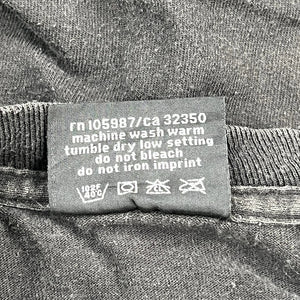 rn 105987/ca 32350
machine wash warm
tumble dry low setting
do not bleach
do not iron imprint